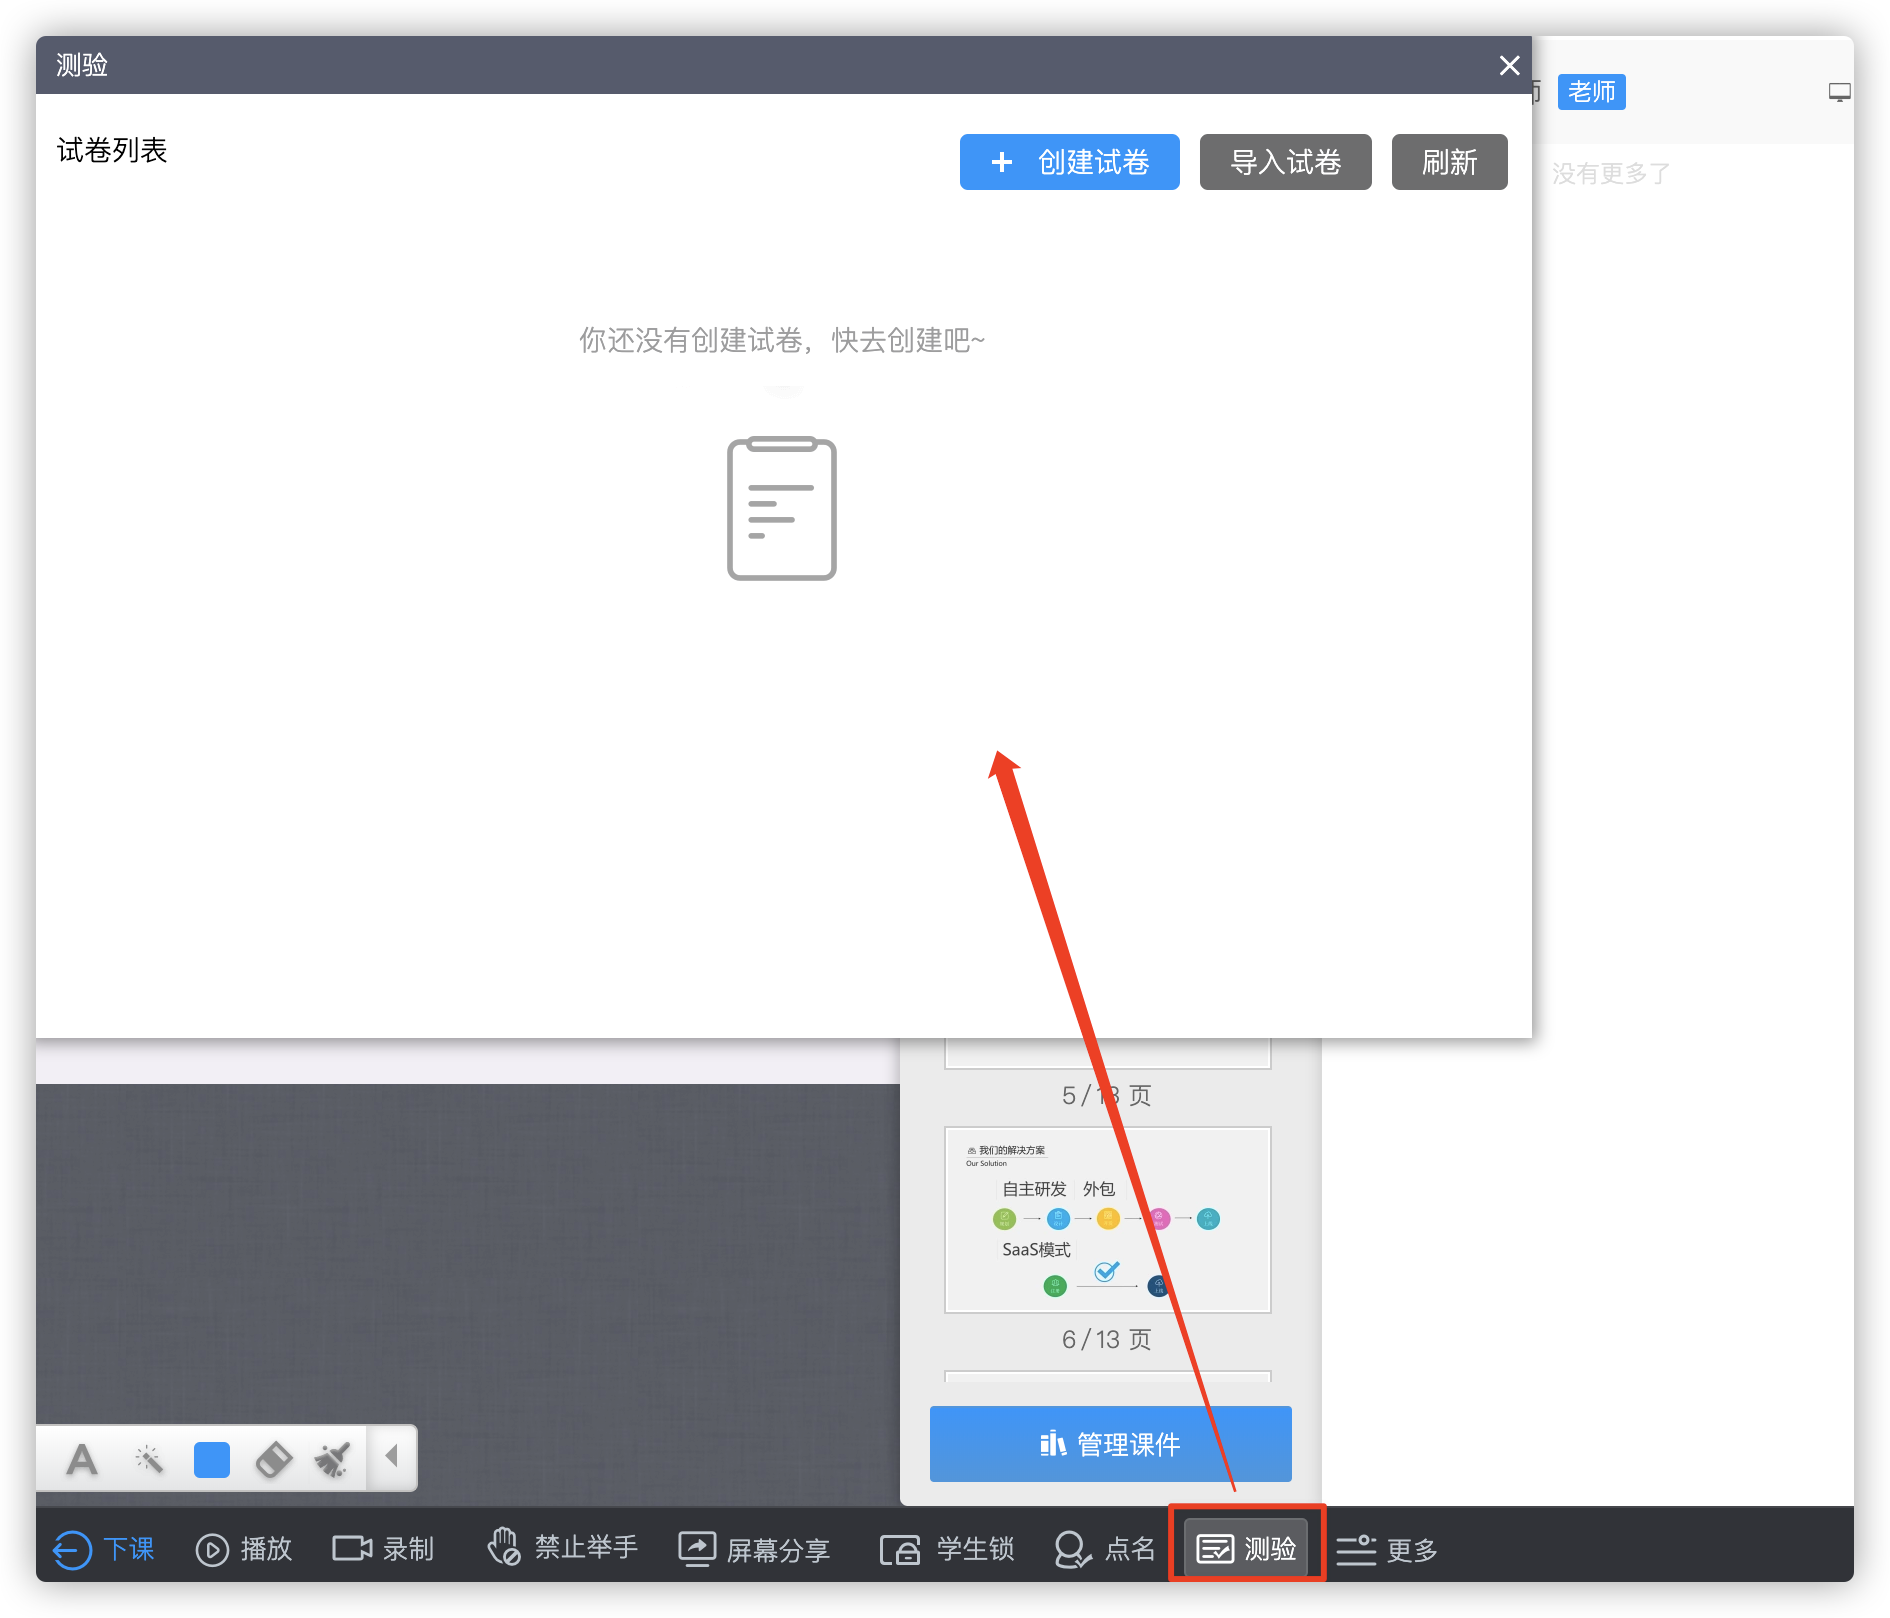 测验
师 老师
试卷列表
+ 创建试卷
导入试卷
刷新
没有更多了
你还没有创建试卷，快去创建吧~
5/13 页
我们的解决方案
Our Solution
自主研发 外包
SaaS模式
6/13 页
管理课件
A
下课
播放
录制
禁止举手
屏幕分享
学生锁
点名
测验
更多